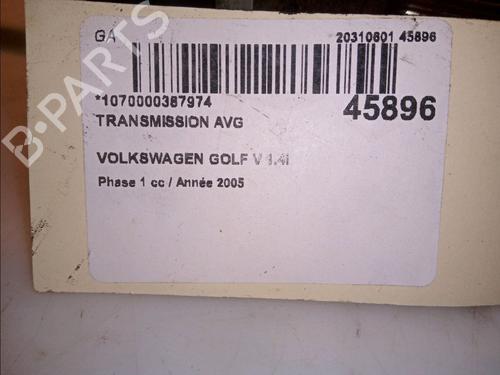 GA 20310601 45896
*1070000387974
45896
TRANSMISSION AVG
VOLKSWAGEN GOLF V 1.4i
Phase 1 cc / Année 2005
B-PARTS